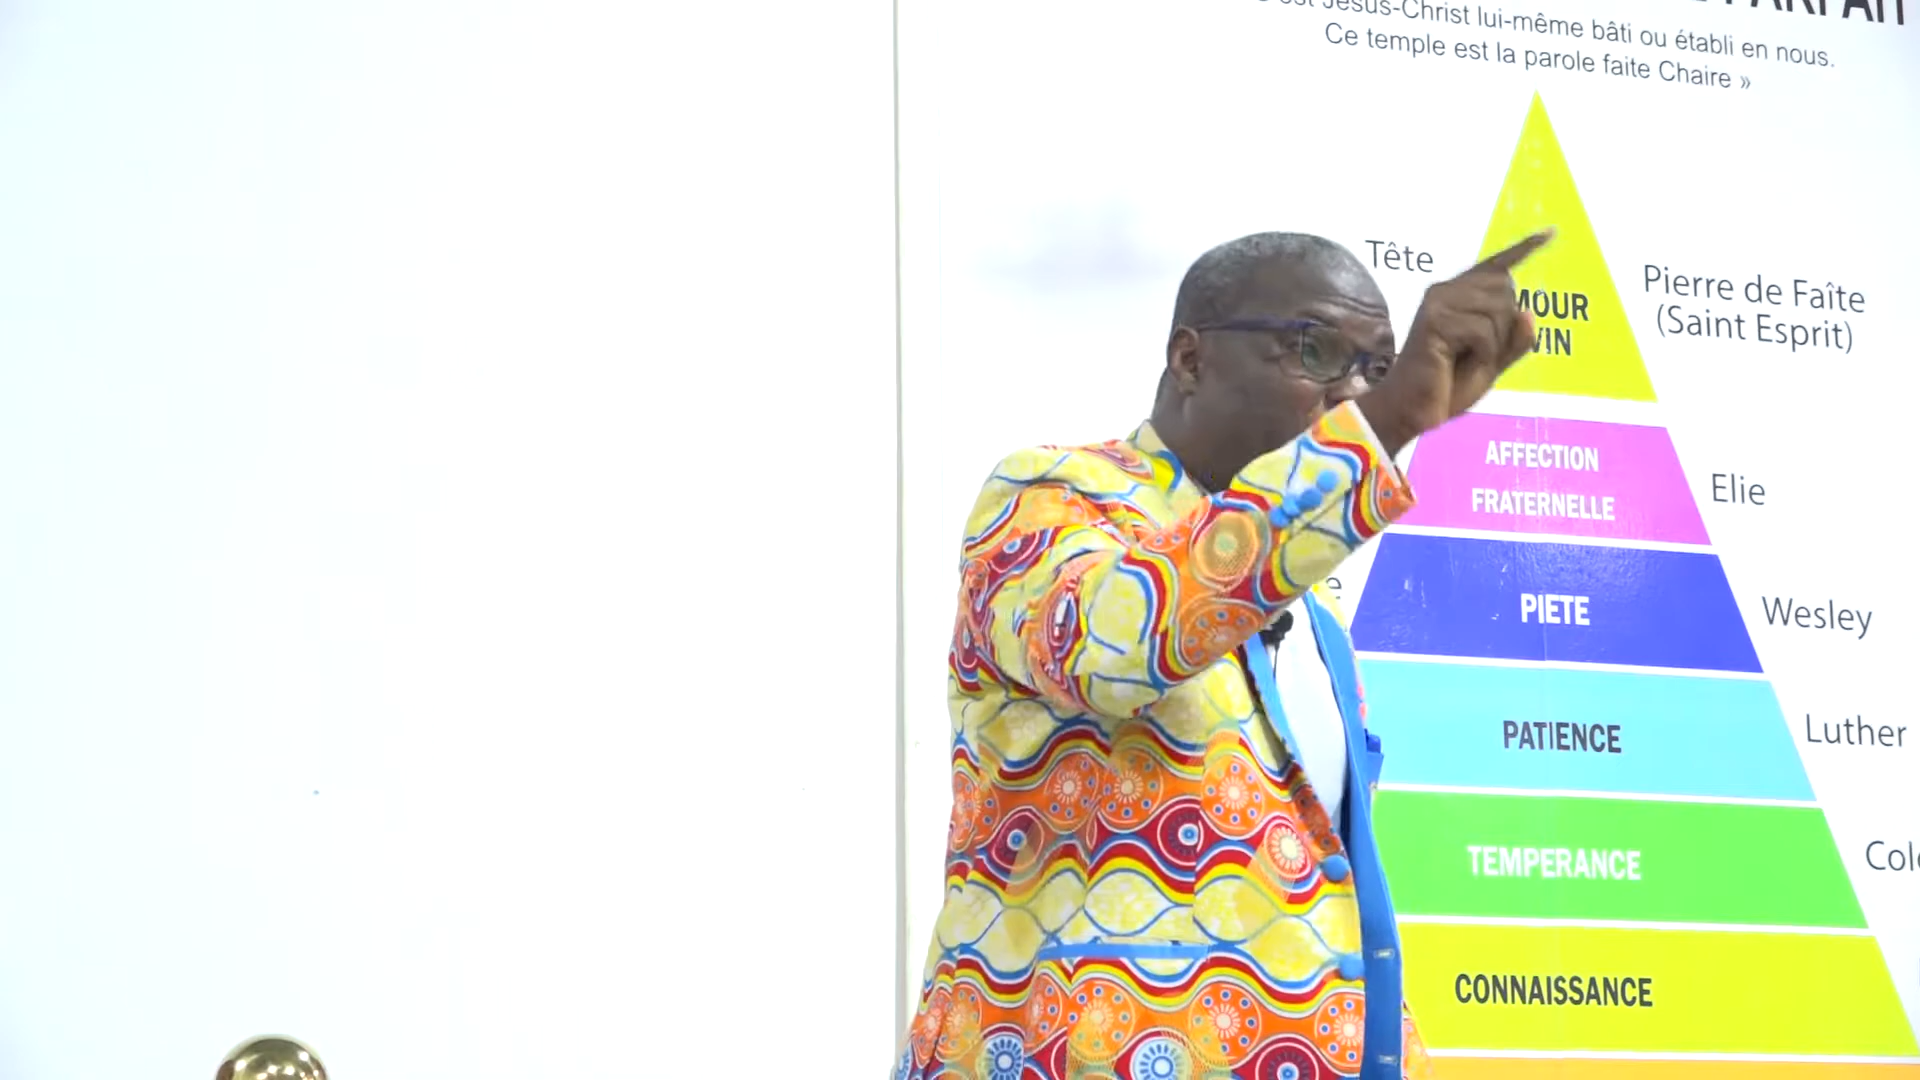 PARFAIT
Jésus-Christ lui-même bâti ou établi en nous.
Ce temple est la parole faite Chaire »
Tête
Pierre de Faîte
(Saint Esprit)
AFFECTION
FRATERNELLE
Elie
PIETE
Wesley
PATIENCE
Luther
TEMPERANCE
CONNAISSANCE